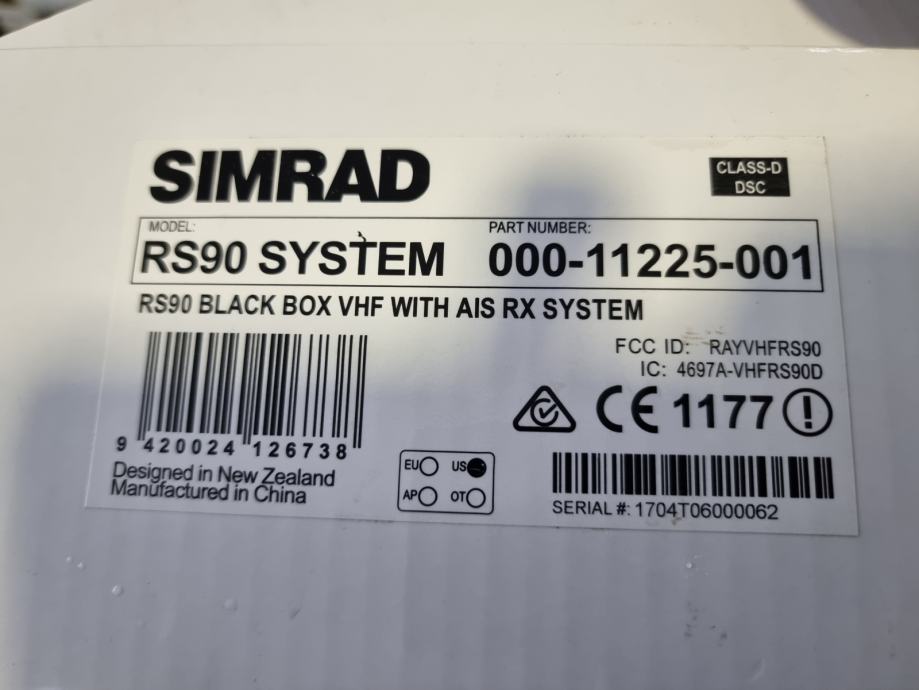 SIMRAD
CLASS-D
DSC
MODEL:
RS90 SYSTEM
PART NUMBER:
000-11225-001
RS90 BLACK BOX VHF WITH AIS RX SYSTEM
FCC ID: RAYVHFRS90
IC: 4697A-VHFRS90D
CE 1177
9 420024 126738
Designed in New Zealand
Manufactured in China
EU US
AP OT
SERIAL #: 1704T06000062